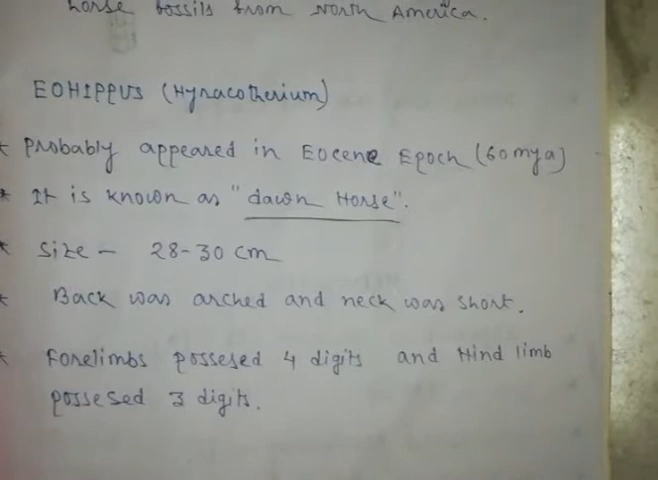 horse fossils from North America.
EOHIPPUS (Hyracotherium)
* Probably appeared in Eocene Epoch (60mya)
* It is known as "dawn Horse".
* Size - 28-30 cm
* Back was arched and neck was short.
* Forelimbs possesed 4 digits and Hind limb
possesed 3 digits.